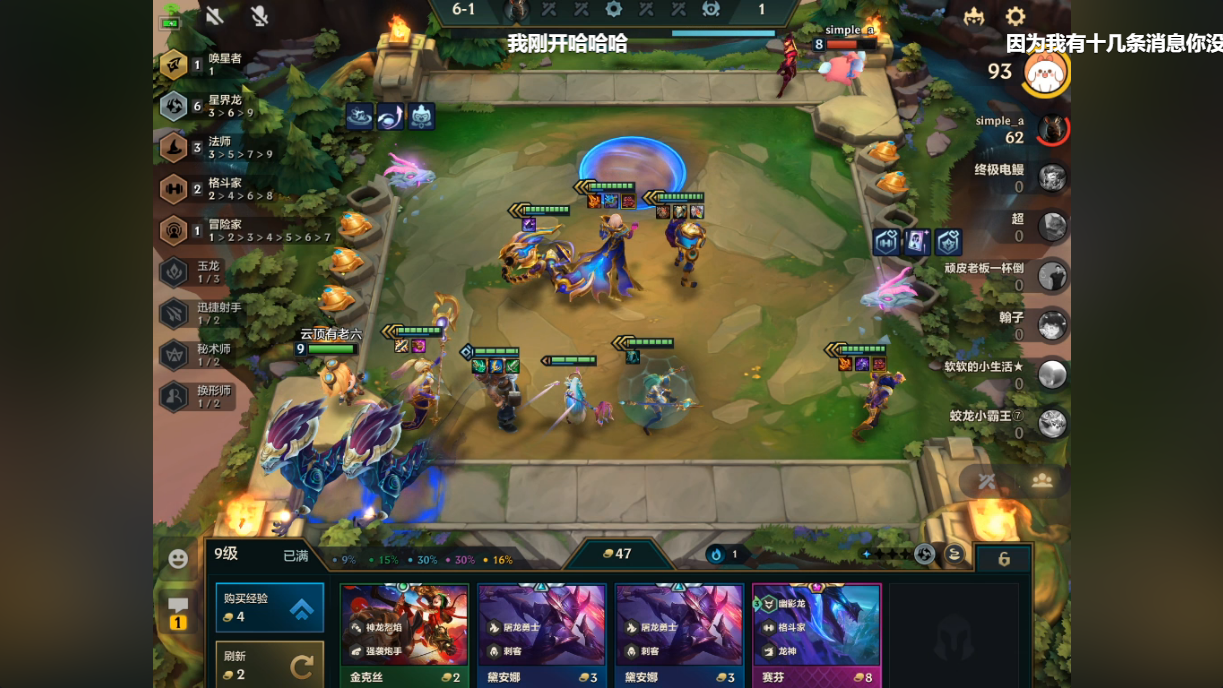 6-1
1
我刚开哈哈哈
因为我有十几条消息你没
simple_a
8
93
simple_a
62
终极电鳗
0
超
0
顽皮老板一杯倒
0
翰子
0
软软的小生活★
0
蛟龙小霸王⑦
0
1
唤星者
1
6
星界龙
3 > 6 > 9
3
法师
3 > 5 > 7 > 9
2
格斗家
2 > 4 > 6 > 8
1
冒险家
1 > 2 > 3 > 4 > 5 > 6 > 7
玉龙
1 / 3
迅捷射手
1 / 2
秘术师
1 / 2
换形师
1 / 2
云顶有老六
9
9级
已满
9%
15%
30%
30%
16%
47
1
6
购买经验
4
刷新
2
1
神龙烈焰
强袭炮手
金克丝
2
屠龙勇士
刺客
黛安娜
3
屠龙勇士
刺客
黛安娜
3
3
幽影龙
格斗家
龙神
赛芬
8